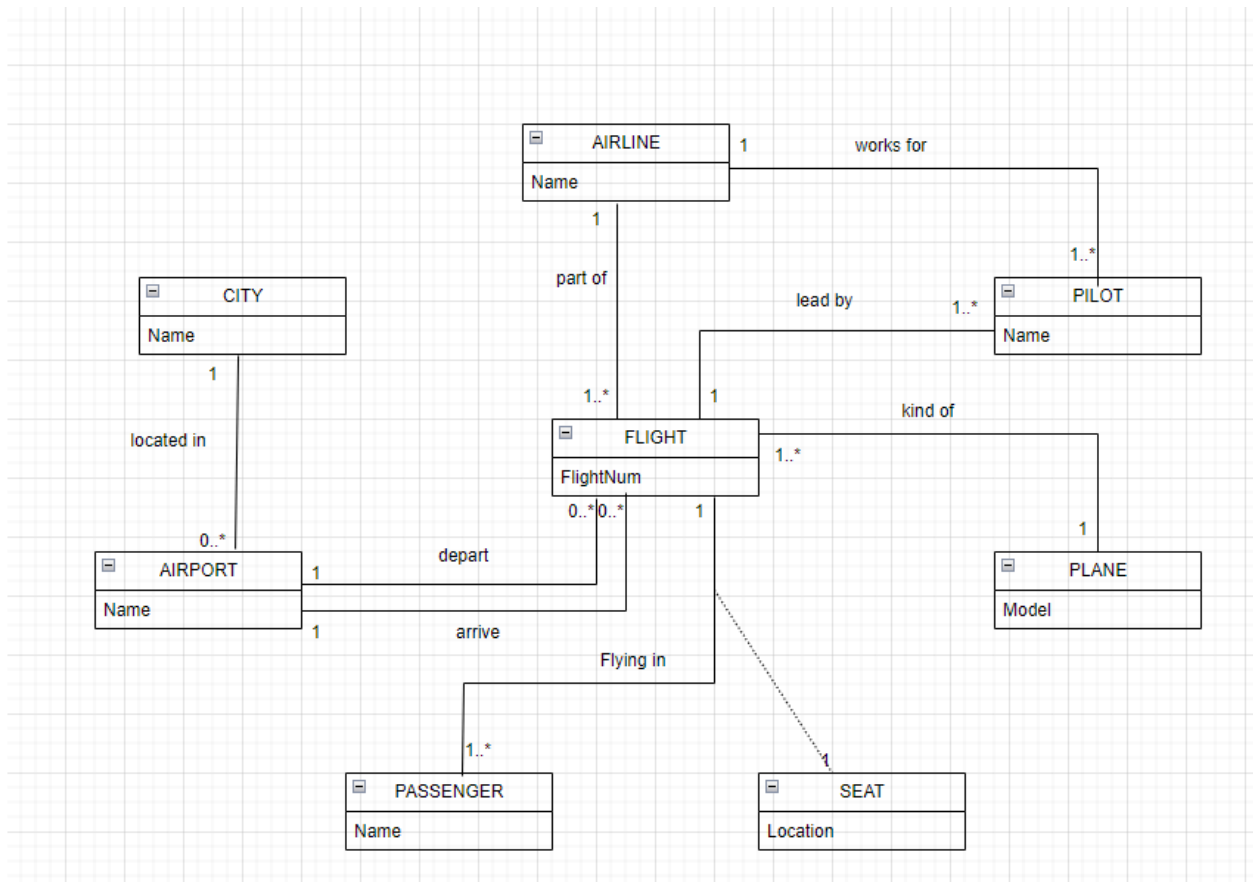 AIRLINE
Name
1
works for
1
part of
1..*
CITY
Name
lead by
1..*
PILOT
Name
1
located in
1..*
1
kind of
FLIGHT
FlightNum
1..*
0..*
0..*
1
0..*
AIRPORT
Name
1
depart
1
arrive
1
PLANE
Model
Flying in
1..*
1
PASSENGER
Name
SEAT
Location